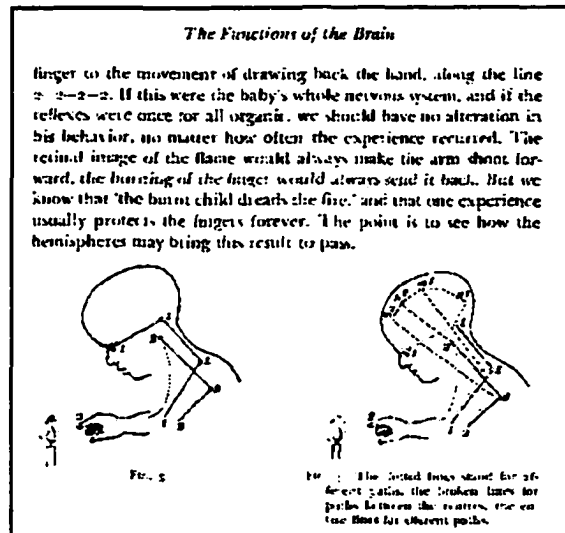 The Functions of the Brain
finger to the movement of drawing back the hand, along the line
2–2–2–2. If this were the baby's whole nervous system, and if the
reflexes were once for all organic, we should have no alteration in
his behavior, no matter how often the experience recurred. The
retinal image of the flame would always make the arm shoot for-
ward, the burning of the finger would always send it back. But we
know that 'the burnt child dreads the fire,' and that one experience
usually protects the fingers forever. The point is to see how the
hemispheres may bring this result to pass.
Fig.
The dotted lines stand for af-
ferent paths, the broken lines for
paths between the centres, the en-
tire lines for efferent paths.